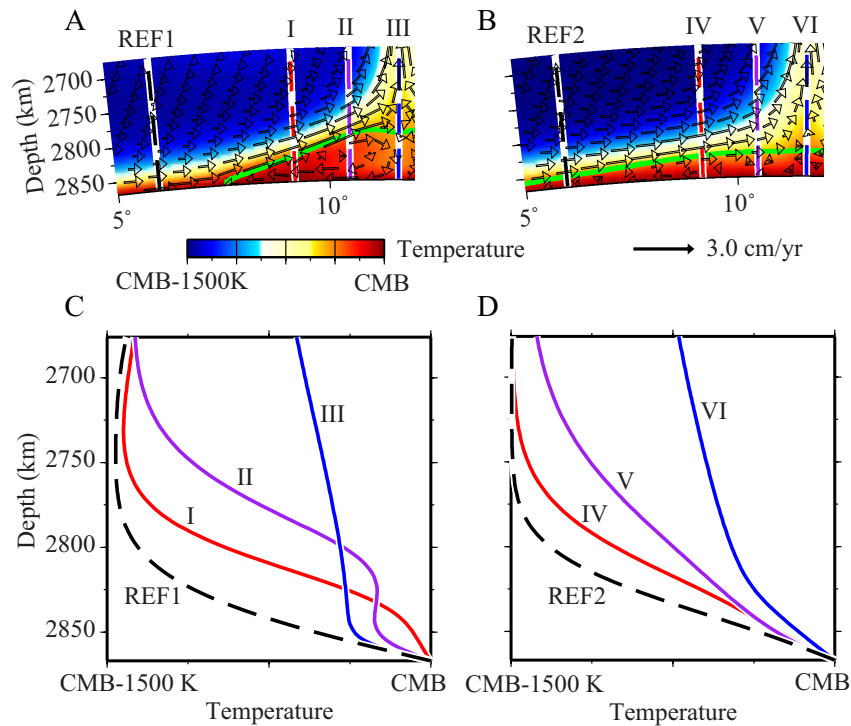 A
REF1
I
II
III
B
REF2
IV
V
VI
Depth (km)
2700
2750
2800
2850
5°
10°
5°
10°
Temperature
CMB-1500K
CMB
3.0 cm/yr
C
D
Depth (km)
2700
2750
2800
2850
I
II
III
REF1
IV
V
VI
REF2
CMB-1500 K
CMB
CMB-1500 K
CMB
Temperature
Temperature